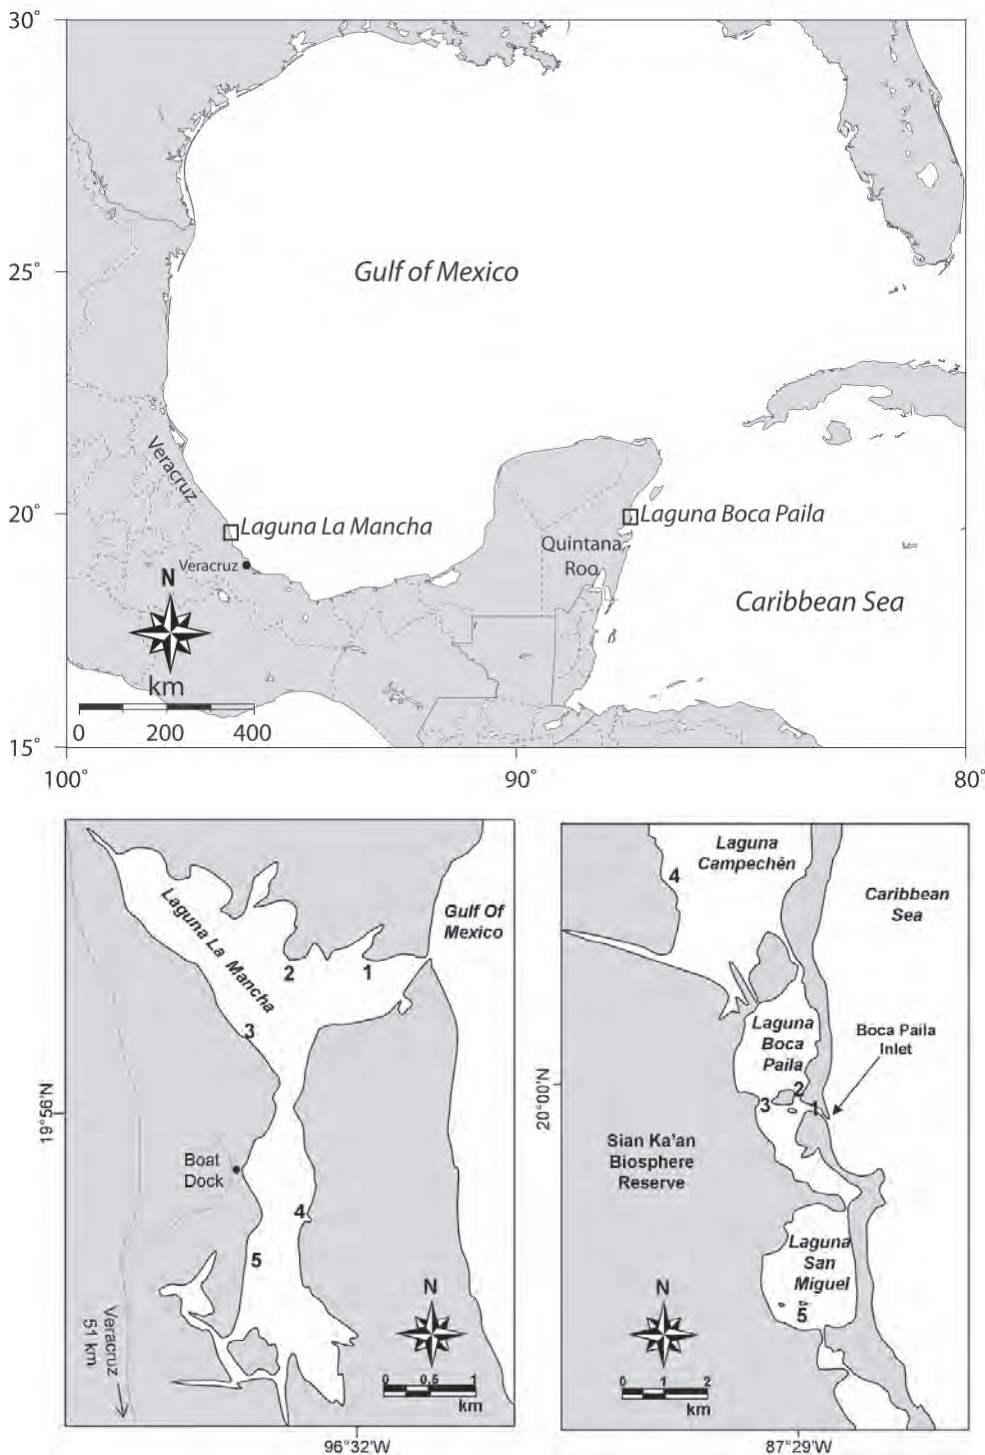 30°
25°
20°
15°
100°
90°
80°
Gulf of Mexico
Veracruz
Laguna La Mancha
Veracruz
Laguna Boca Paila
Quintana
Roo
Caribbean Sea
N
km
0 200 400
Laguna La Mancha
Gulf Of
Mexico
2
1
3
19°56'N
Boat
Dock
4
5
N
Veracruz
51 km
0 0.5 1
km
96°32'W
Laguna
Campechén
4
Caribbean
Sea
Laguna
Boca
Paila
Boca Paila
Inlet
2
3
1
20°00'N
Sian Ka'an
Biosphere
Reserve
Laguna
San
Miguel
5
N
0 1 2
km
87°29'W